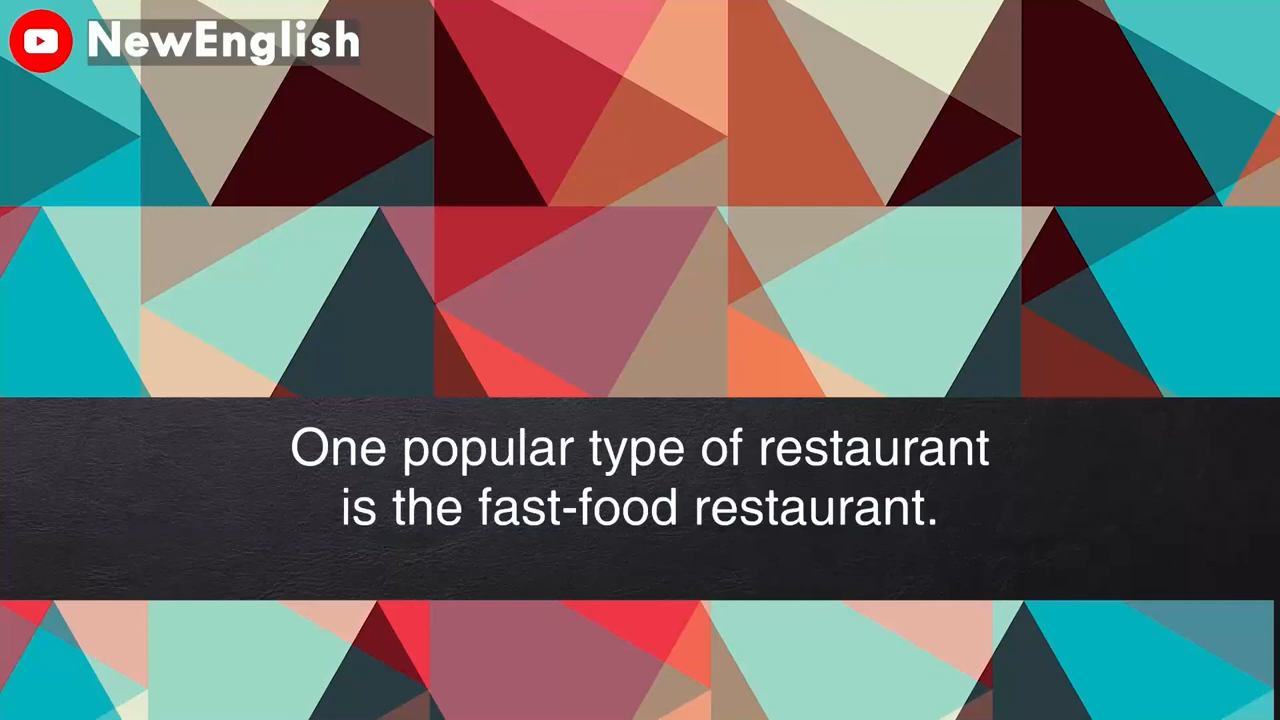 NewEnglish
One popular type of restaurant
is the fast-food restaurant.